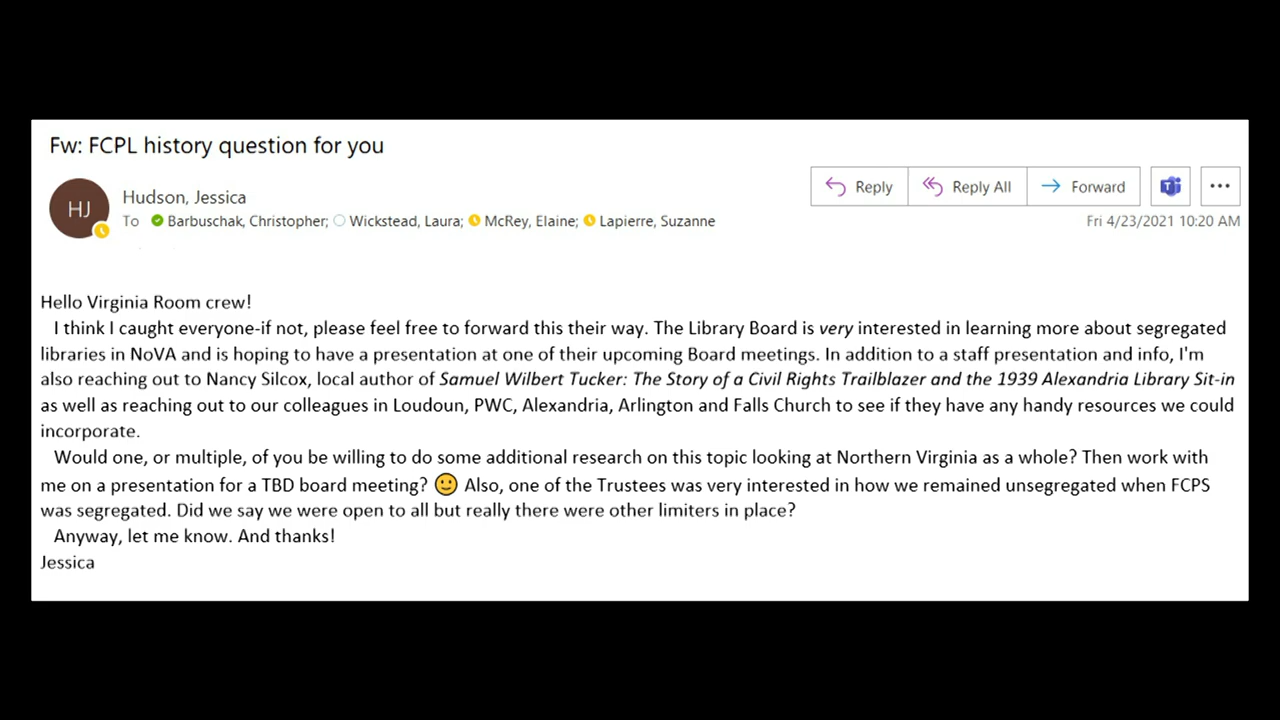 Fw: FCPL history question for you
HJ
Hudson, Jessica
To Barbuschak, Christopher; Wickstead, Laura; McRey, Elaine; Lapierre, Suzanne
Reply Reply All Forward
Fri 4/23/2021 10:20 AM
Hello Virginia Room crew!
I think I caught everyone-if not, please feel free to forward this their way. The Library Board is very interested in learning more about segregated
libraries in NoVA and is hoping to have a presentation at one of their upcoming Board meetings. In addition to a staff presentation and info, I'm
also reaching out to Nancy Silcox, local author of Samuel Wilbert Tucker: The Story of a Civil Rights Trailblazer and the 1939 Alexandria Library Sit-in
as well as reaching out to our colleagues in Loudoun, PWC, Alexandria, Arlington and Falls Church to see if they have any handy resources we could
incorporate.
Would one, or multiple, of you be willing to do some additional research on this topic looking at Northern Virginia as a whole? Then work with
me on a presentation for a TBD board meeting? 🙂 Also, one of the Trustees was very interested in how we remained unsegregated when FCPS
was segregated. Did we say we were open to all but really there were other limiters in place?
Anyway, let me know. And thanks!
Jessica